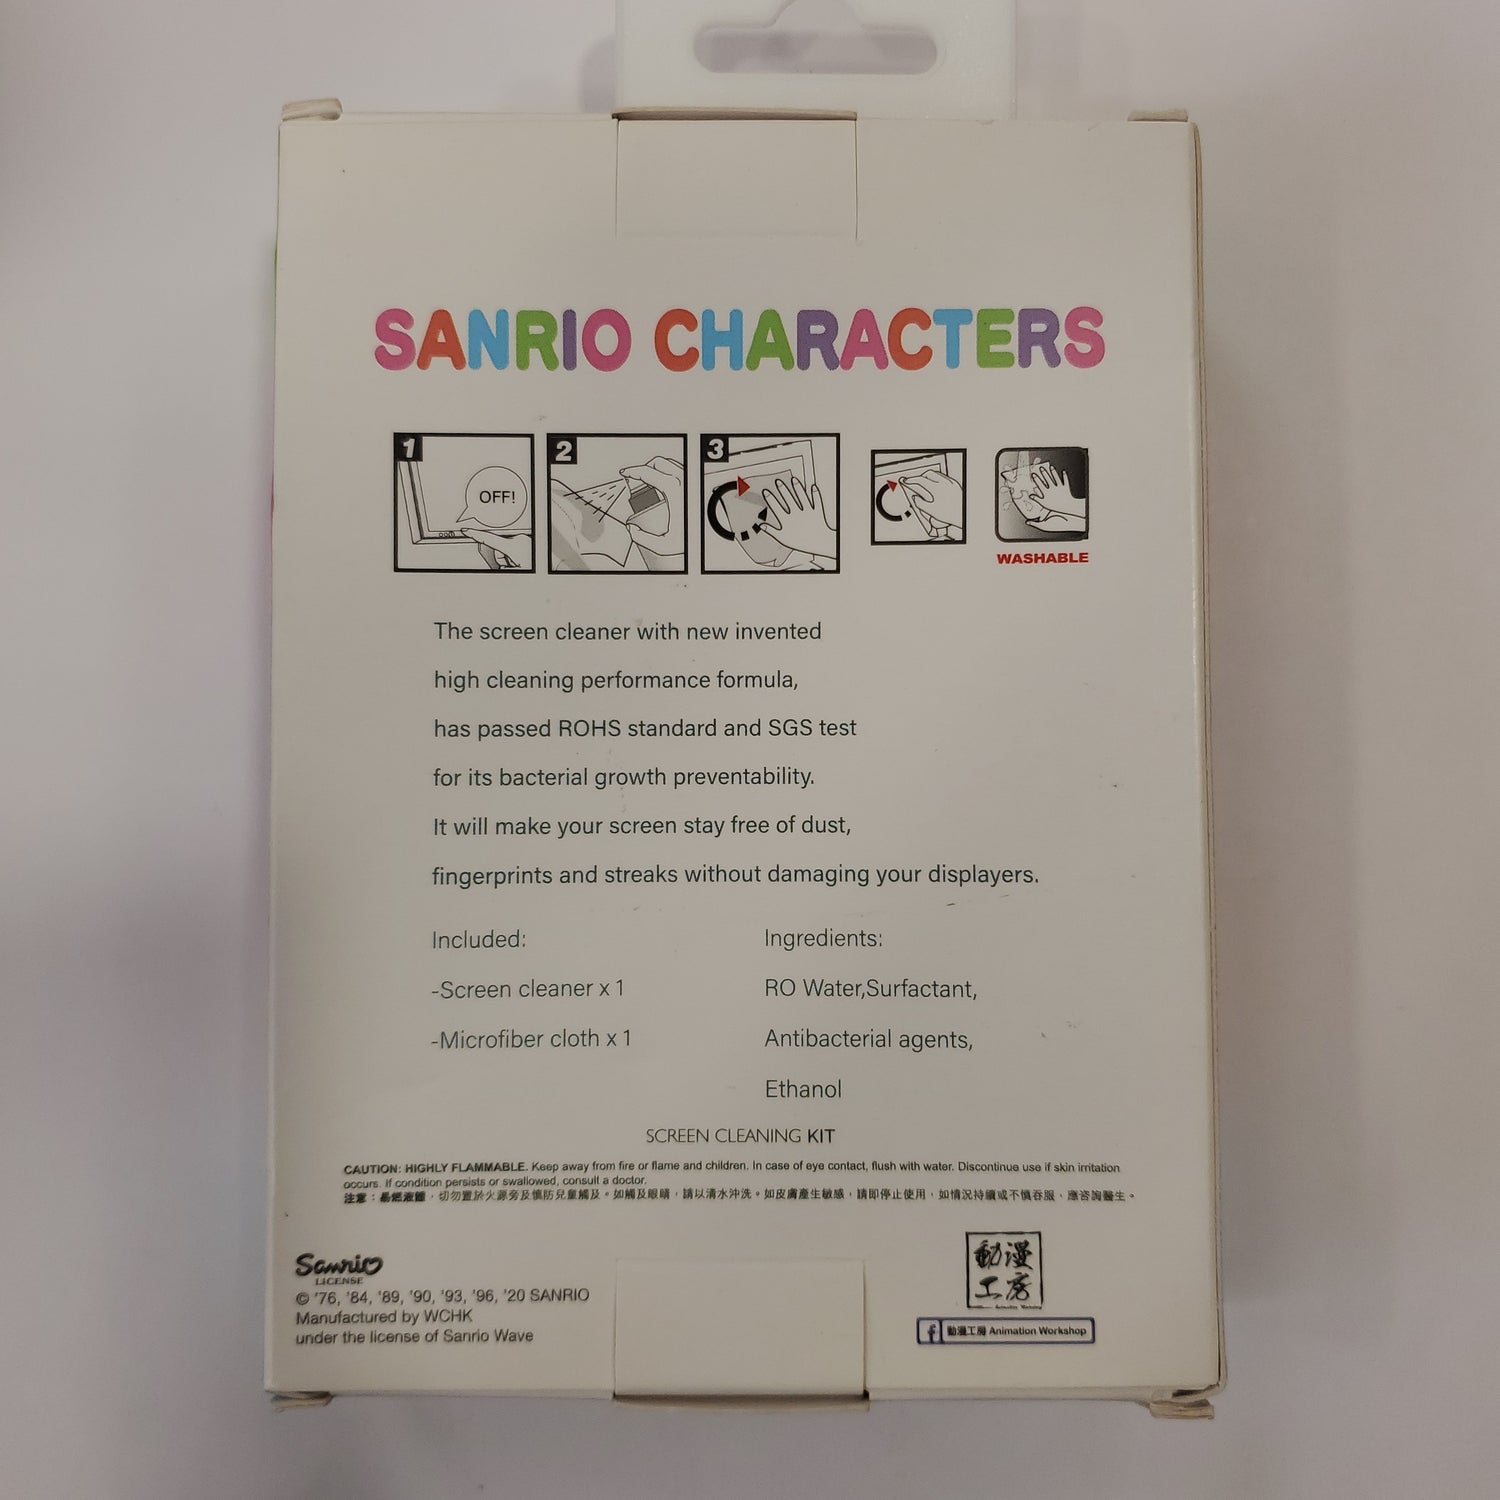 SANRIO CHARACTERS
1
OFF!
2
3
WASHABLE
The screen cleaner with new invented
high cleaning performance formula,
has passed ROHS standard and SGS test
for its bacterial growth preventability.
It will make your screen stay free of dust,
fingerprints and streaks without damaging your displayers.
Included:
-Screen cleaner x 1
-Microfiber cloth x 1
Ingredients:
RO Water,Surfactant,
Antibacterial agents,
Ethanol
SCREEN CLEANING KIT
CAUTION: HIGHLY FLAMMABLE. Keep away from fire or flame and children. In case of eye contact, flush with water. Discontinue use if skin irritation
occurs. If condition persists or swallowed, consult a doctor.
注意：易燃液體，切勿置於火源旁及慎防兒童觸及。如觸及眼睛，請以清水沖洗。如皮膚產生敏感，請即停止使用，如情況持續或不慎吞服，應咨詢醫生。
Sanrio
LICENSE
© '76, '84, '89, '90, '93, '96, '20 SANRIO
Manufactured by WCHK
under the license of Sanrio Wave
動漫
工房
Animation Workshop
f 動漫工房 Animation Workshop